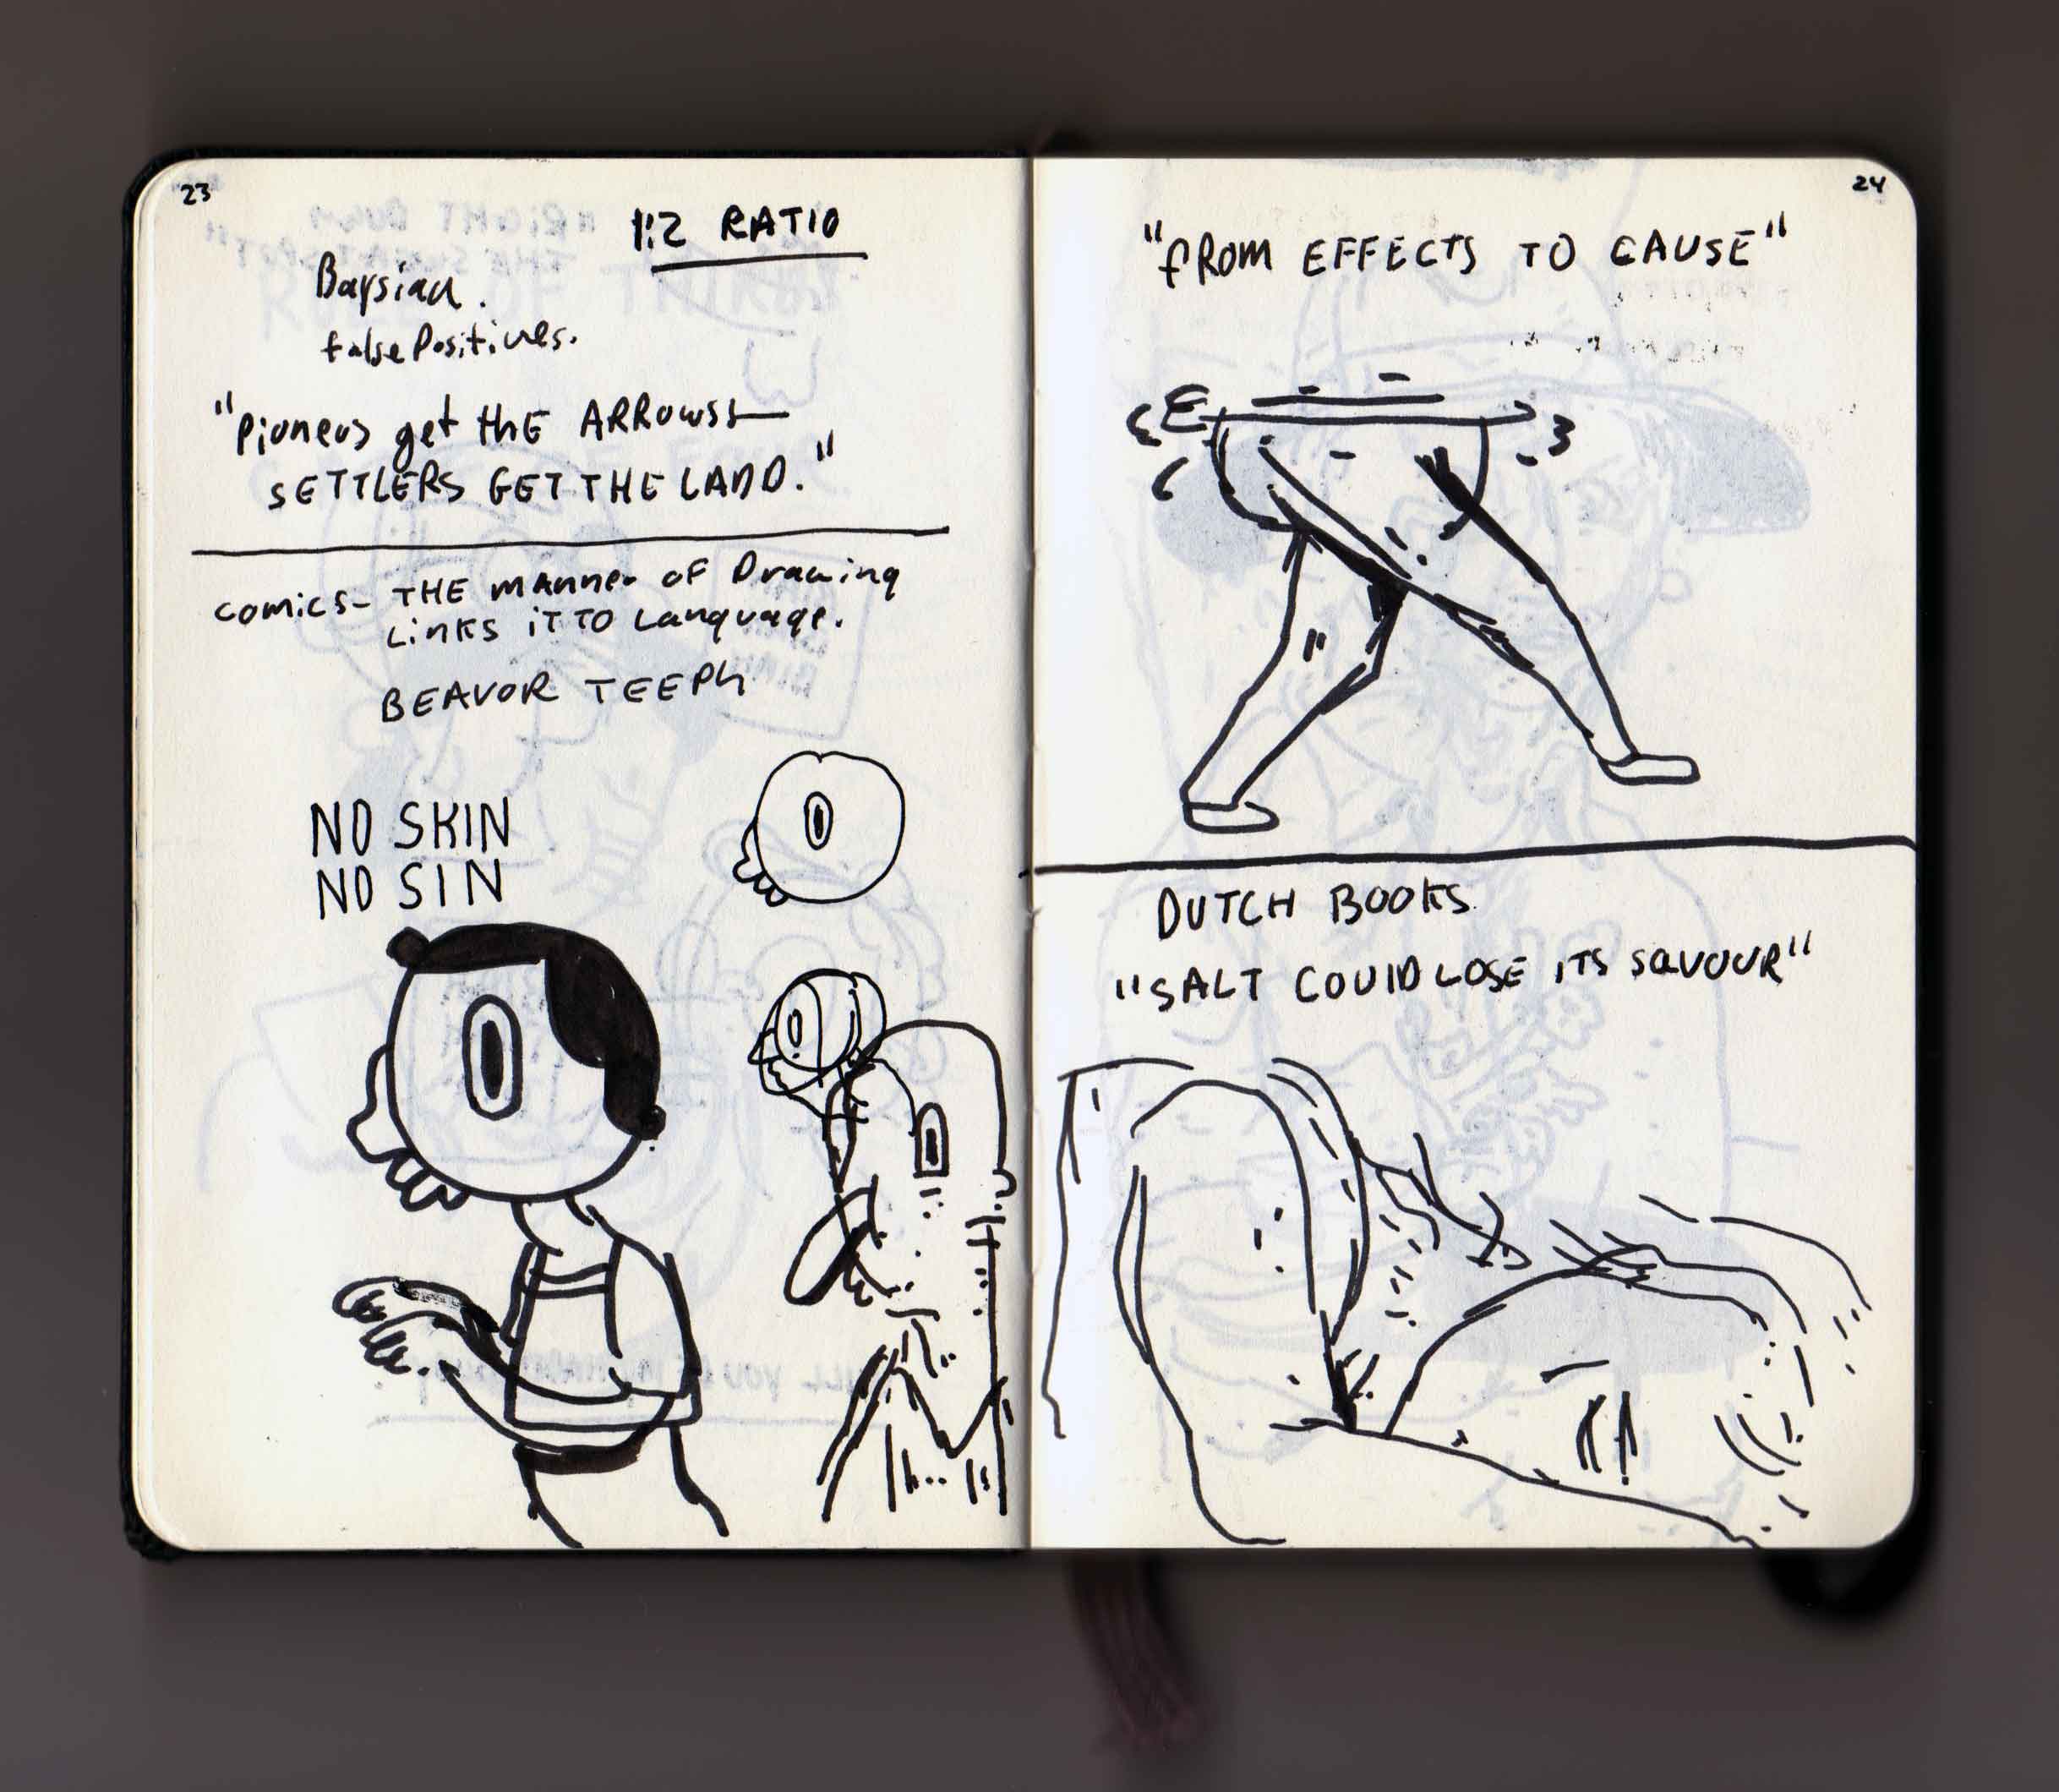 23
1:2 RATIO
Baysian.
false Positives.
"Pioneers get thE ARROWS
SETTLERS GET THE LAND."
comics- THE manner oF Drawing
LiNKS iT TO Language.
BEAVOR TEEPh
NO SKIN
NO SIN
24
"fROM EFFECTS TO CAUSE"
DUTCH BOOKS.
"SALT COULD LOSE ITS SavOUR"